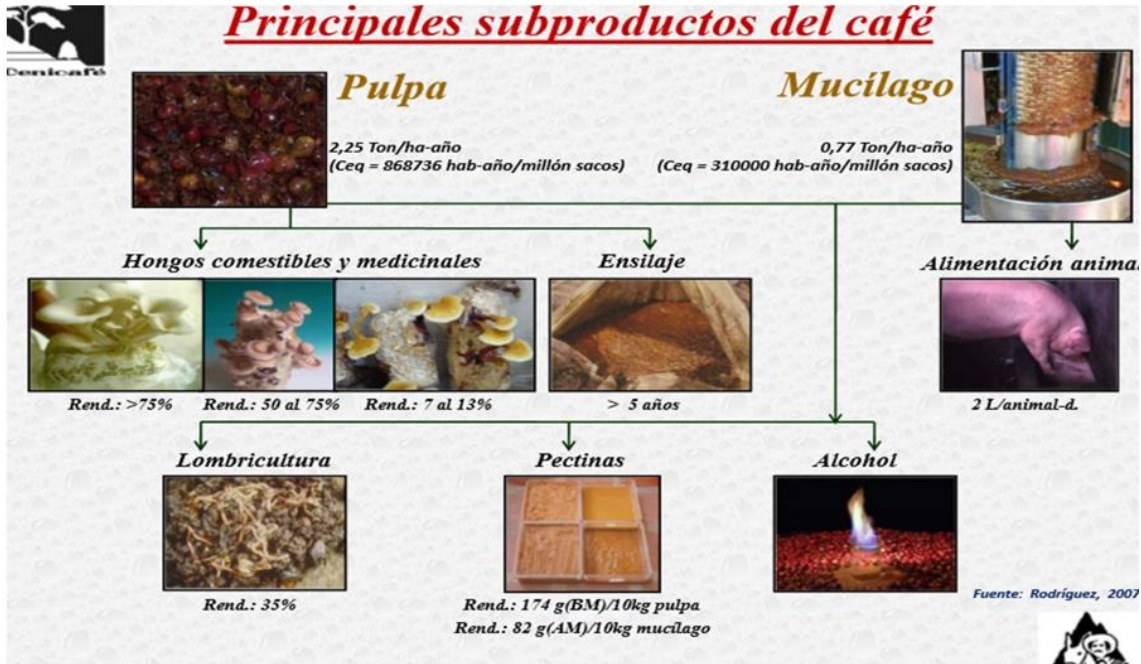 Principales subproductos del café
Cenicafé
Pulpa
Mucílago
2,25 Ton/ha-año
(Ceq = 868736 hab-año/millón sacos)
0,77 Ton/ha-año
(Ceq = 310000 hab-año/millón sacos)
Hongos comestibles y medicinales
Ensilaje
Alimentación animal
Rend.: >75%
Rend.: 50 al 75%
Rend.: 7 al 13%
> 5 años
2 L/animal-d.
Lombricultura
Pectinas
Alcohol
Rend.: 35%
Rend.: 174 g(BM)/10kg pulpa
Rend.: 82 g(AM)/10kg mucílago
Fuente: Rodríguez, 2007